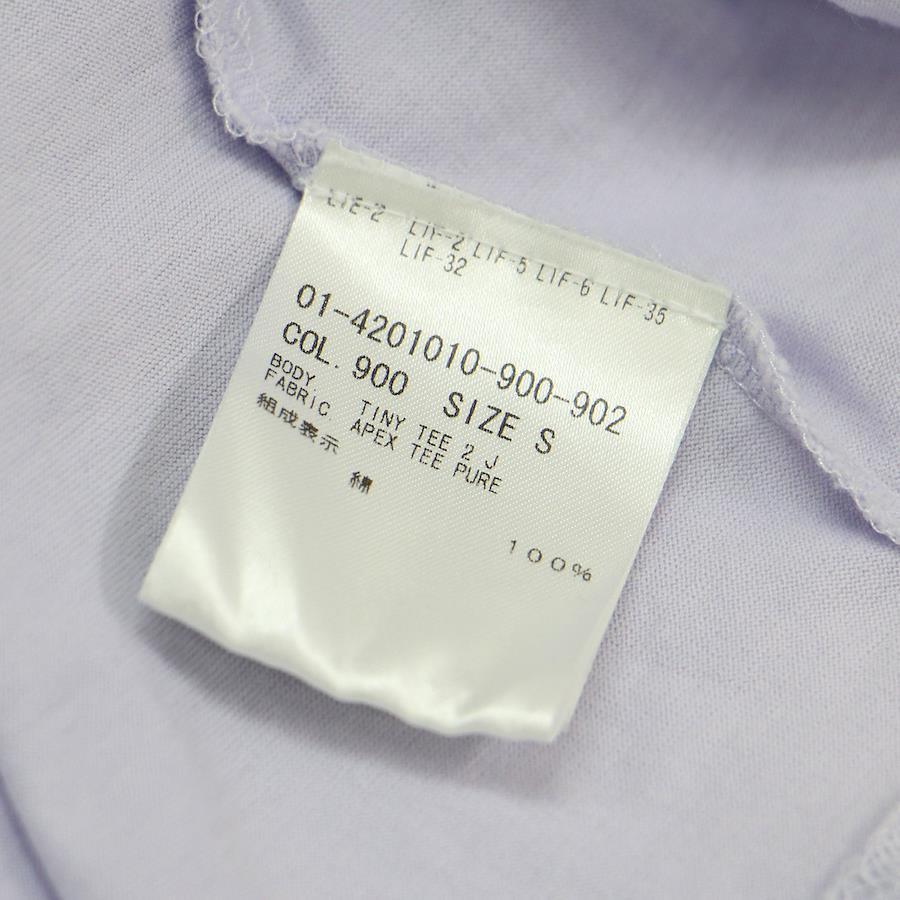 LIE-2 LIF-2 LIF-5 LIF-6 LIF-35
LIF-32
01-4201010-900-902
COL. 900 SIZE S
BODY TINY TEE 2 J
FABRIC APEX TEE PURE
組成表示
綿
100%